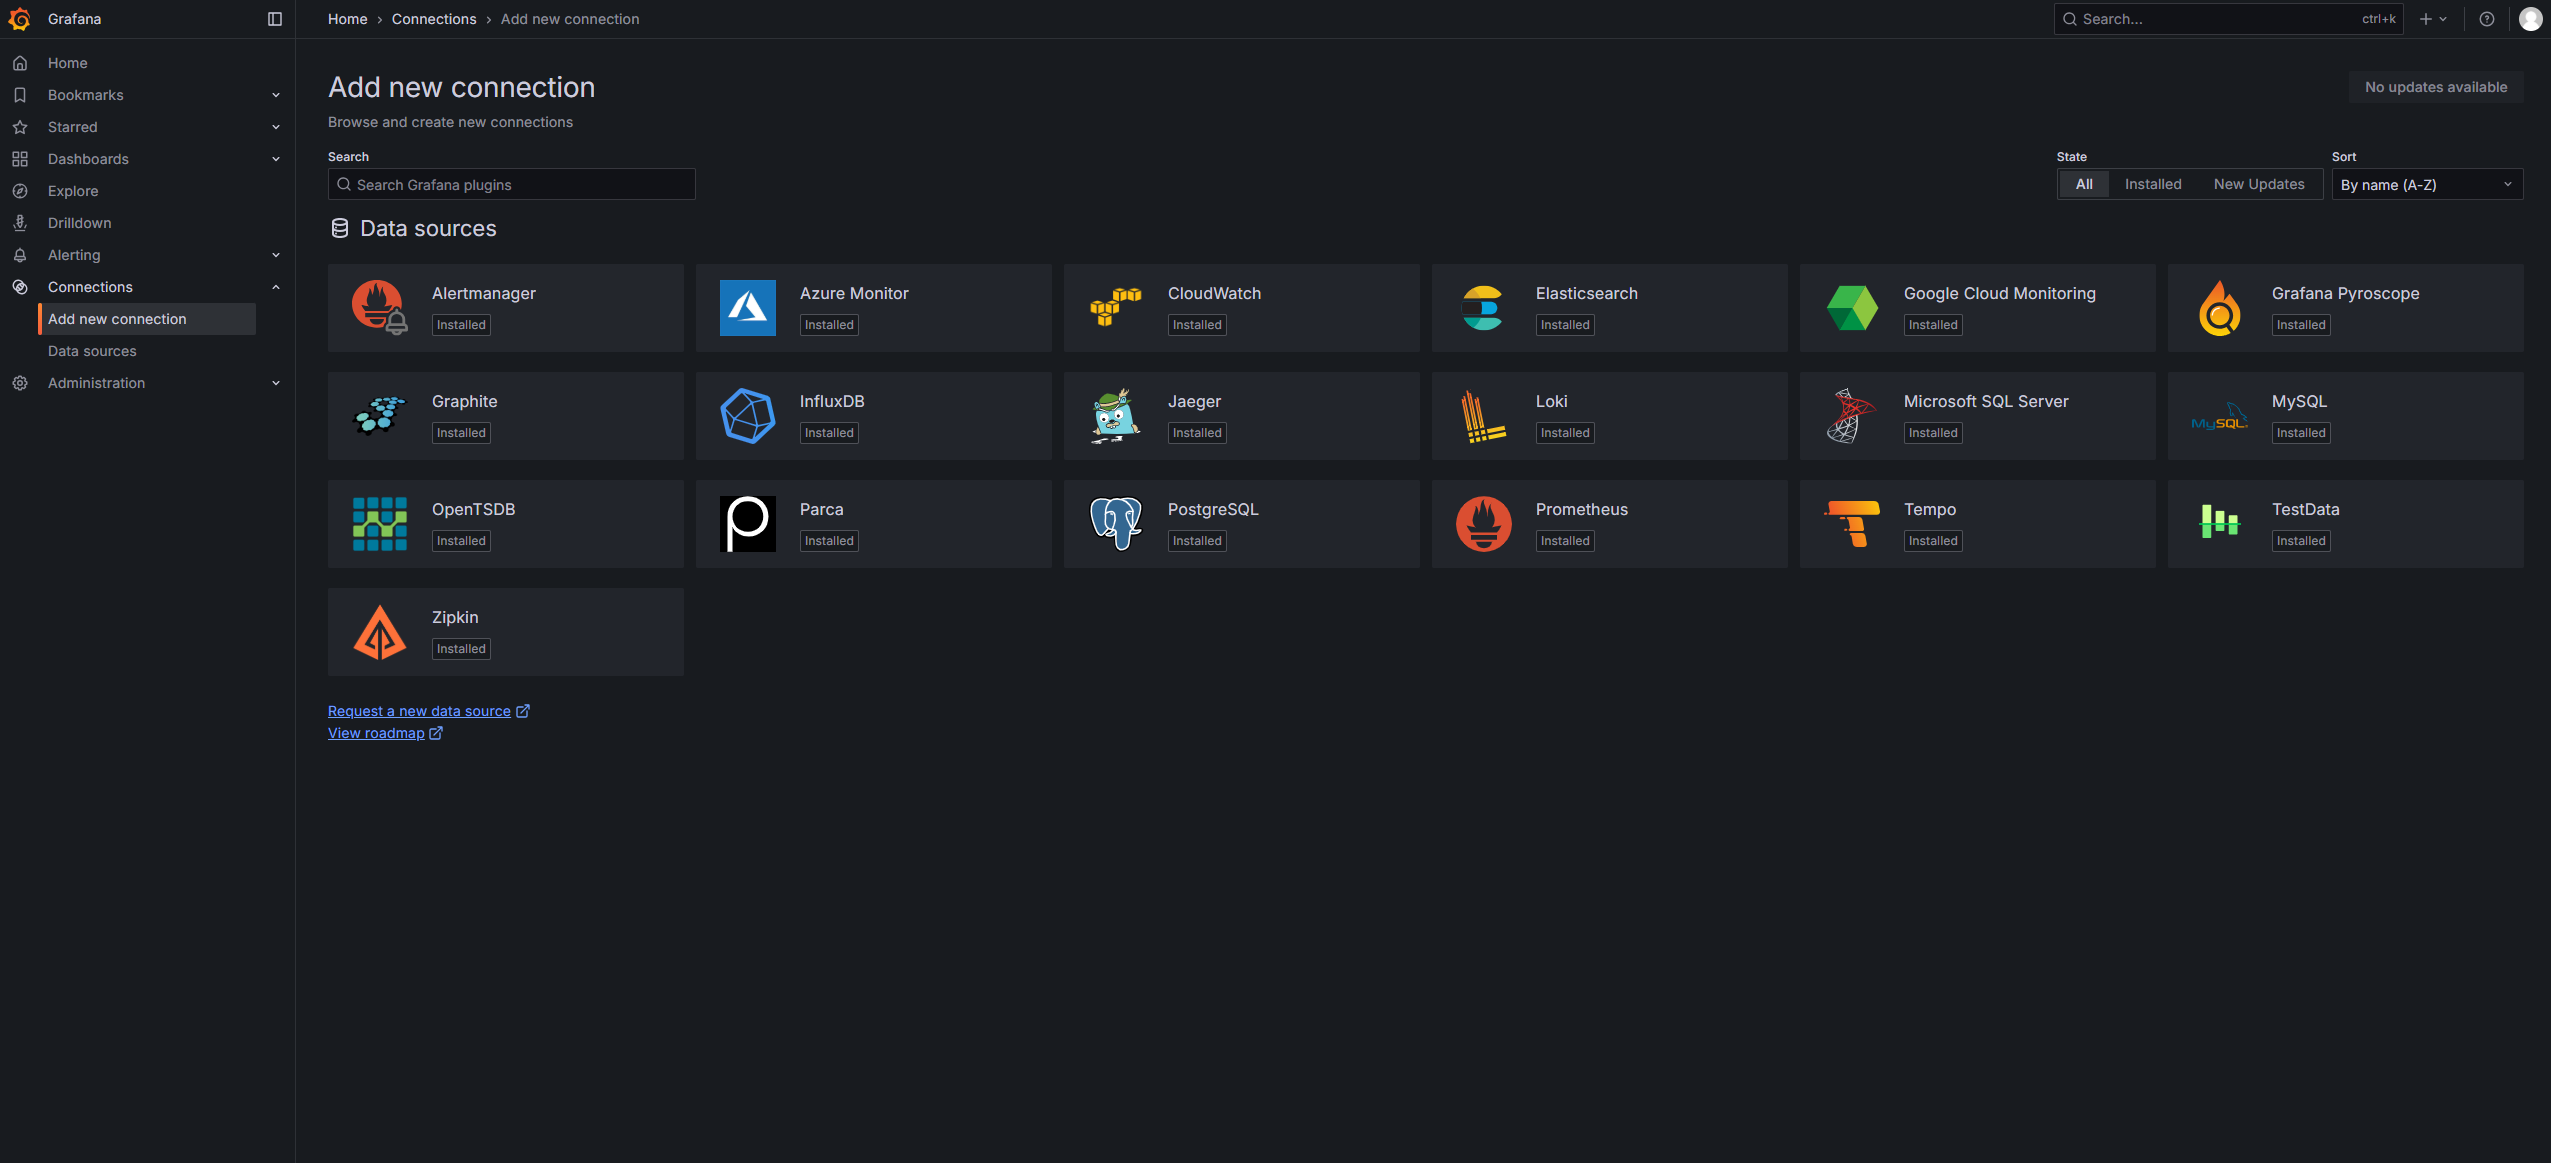 Grafana
Home › Connections › Add new connection
Search... ctrl+k
Home
Bookmarks
Starred
Dashboards
Explore
Drilldown
Alerting
Connections
Add new connection
Data sources
Administration
Add new connection
No updates available
Browse and create new connections
Search
State
Sort
Search Grafana plugins
All Installed New Updates
By name (A-Z)
Data sources
Alertmanager
Installed
Azure Monitor
Installed
CloudWatch
Installed
Elasticsearch
Installed
Google Cloud Monitoring
Installed
Grafana Pyroscope
Installed
Graphite
Installed
InfluxDB
Installed
Jaeger
Installed
Loki
Installed
Microsoft SQL Server
Installed
MySQL
MySQL
Installed
OpenTSDB
Installed
Parca
Installed
PostgreSQL
Installed
Prometheus
Installed
Tempo
Installed
TestData
Installed
Zipkin
Installed
Request a new data source
View roadmap